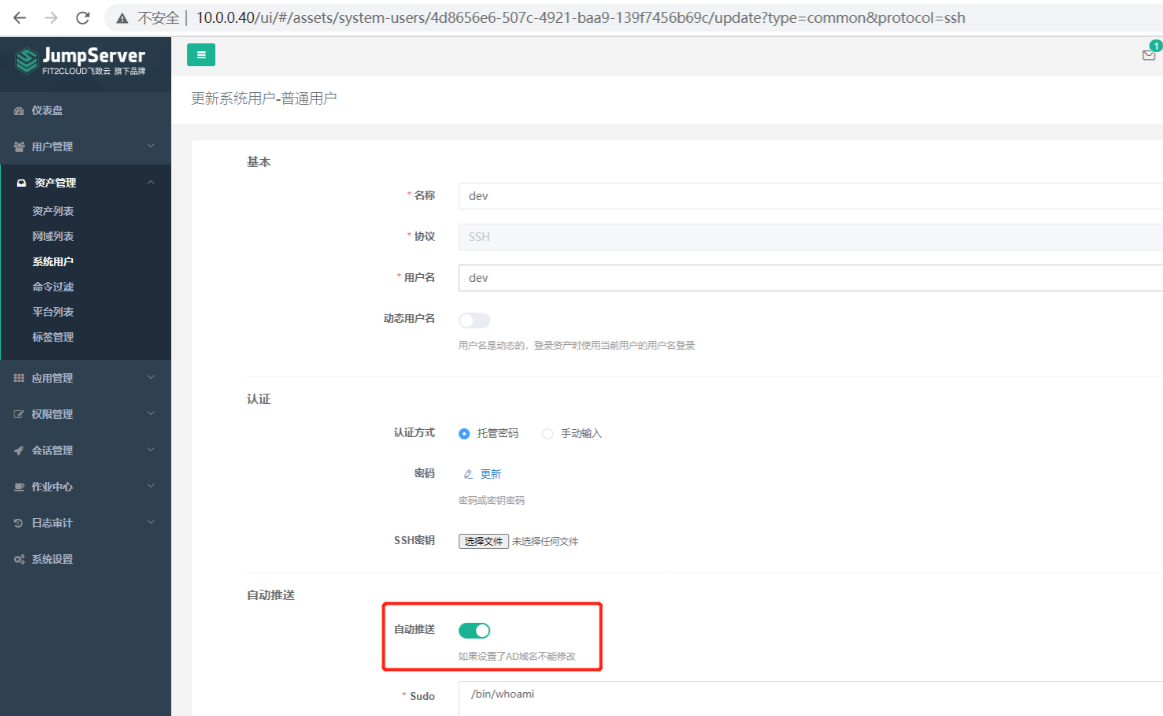 不安全 | 10.0.0.40/ui/#/assets/system-users/4d8656e6-507c-4921-baa9-139f7456b69c/update?type=common&protocol=ssh
JumpServer
FIT2CLOUD飞致云 旗下品牌
1
仪表盘
用户管理
资产管理
资产列表
网域列表
系统用户
命令过滤
平台列表
标签管理
应用管理
权限管理
会话管理
作业中心
日志审计
系统设置
更新系统用户-普通用户
基本
* 名称 dev
* 协议 SSH
* 用户名 dev
动态用户名
用户名是动态的，登录资产时使用当前用户的用户名登录
认证
认证方式 托管密码 手动输入
密码 更新
密码或密钥密码
SSH密钥 选择文件 未选择任何文件
自动推送
自动推送
如果设置了AD域名不能修改
* Sudo /bin/whoami